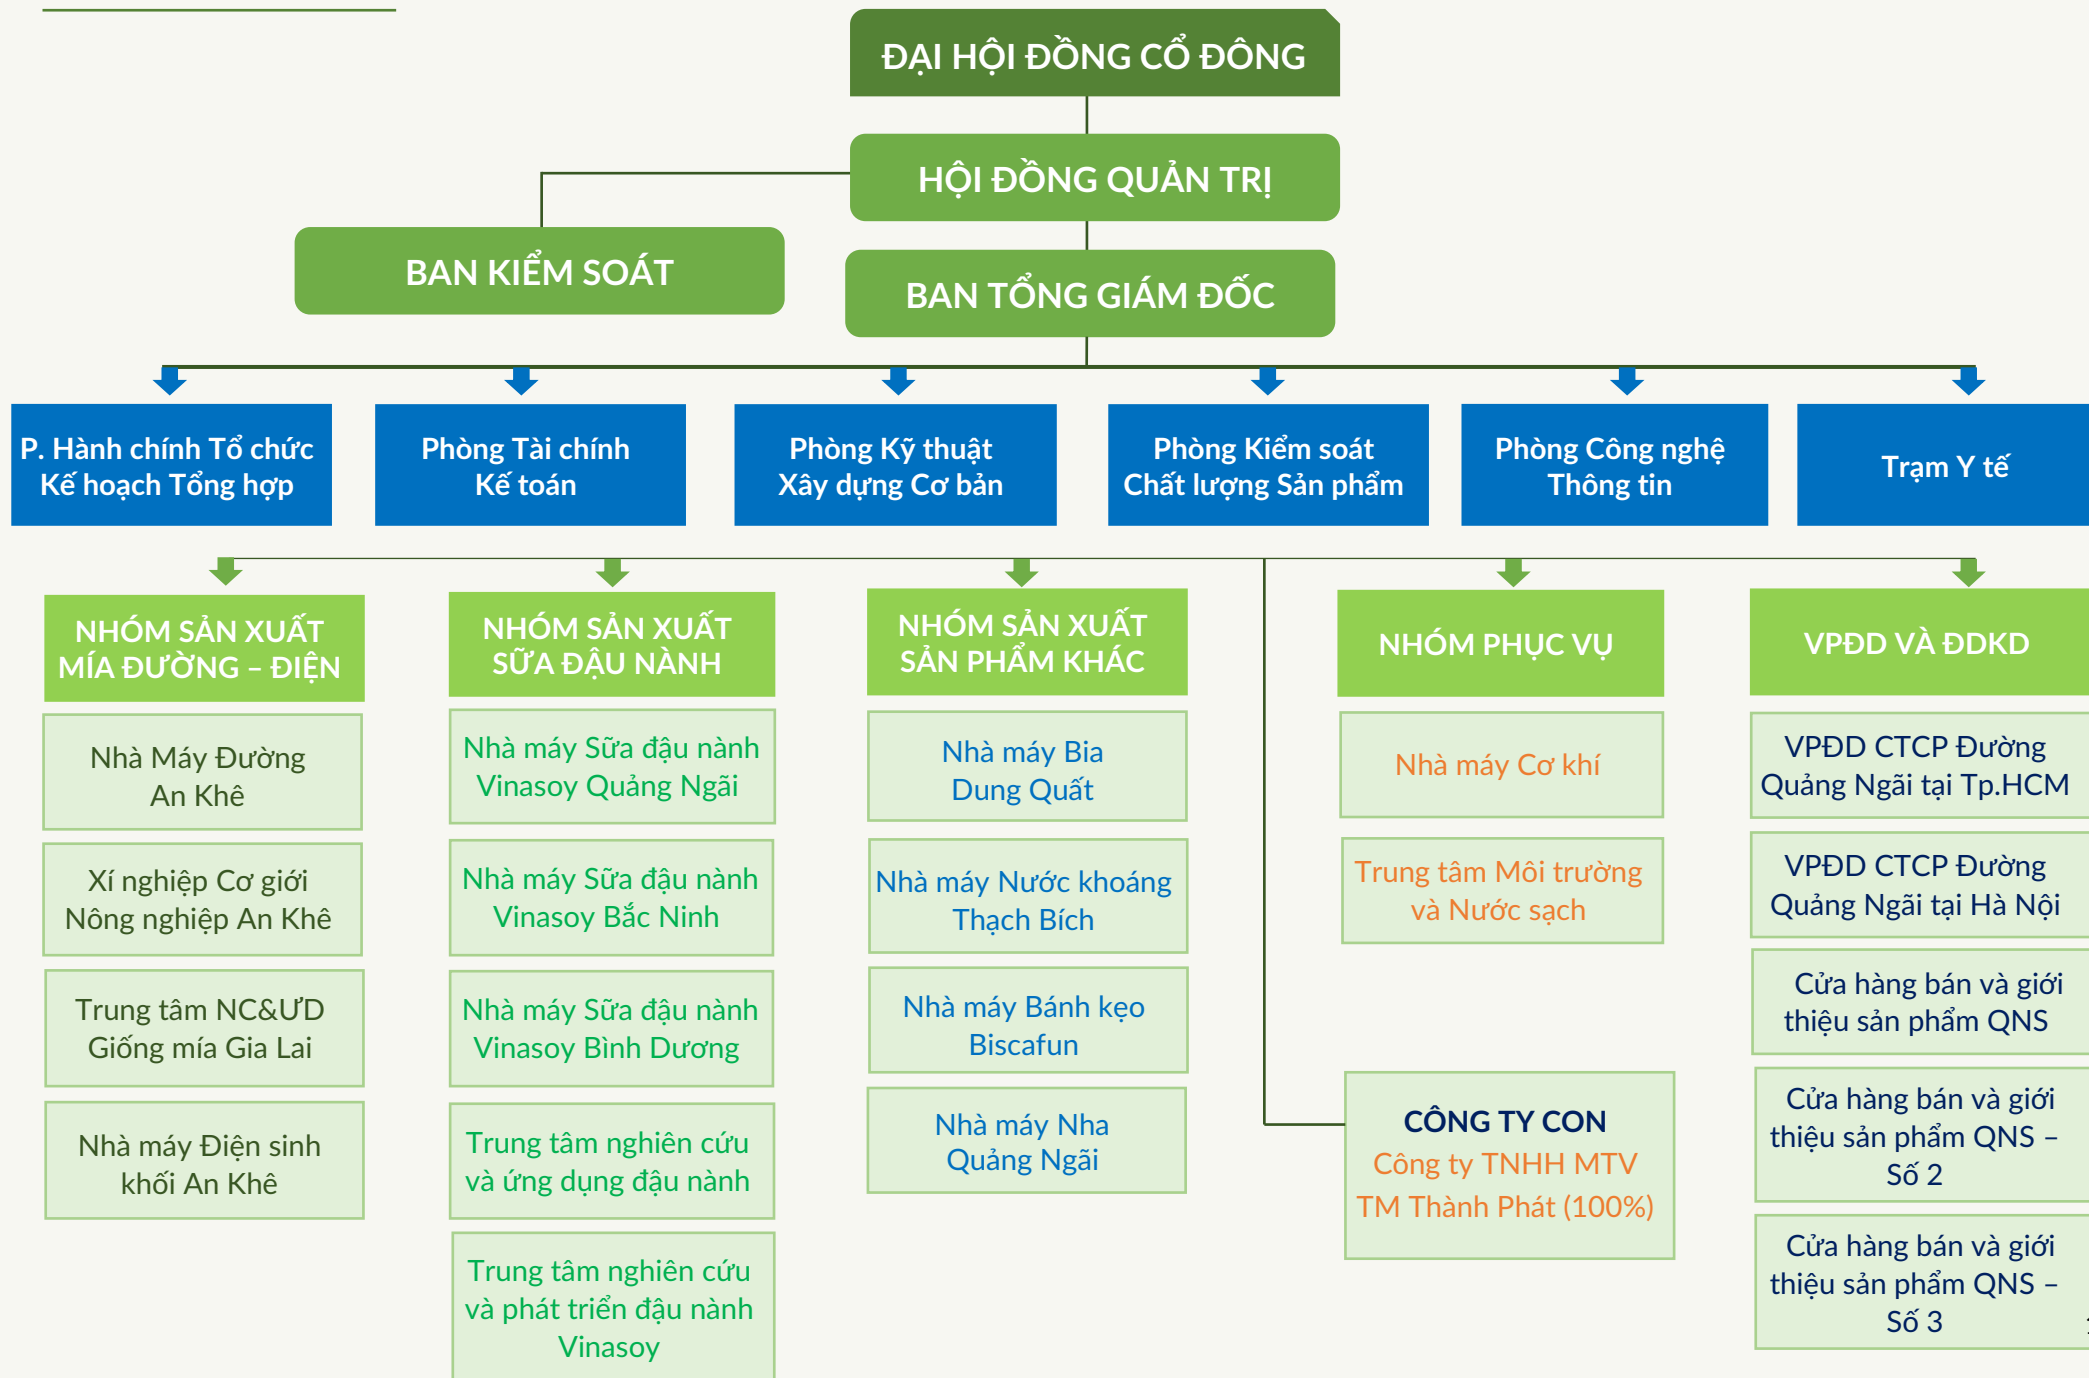 ĐẠI HỘI ĐỒNG CỔ ĐÔNG
HỘI ĐỒNG QUẢN TRỊ
BAN KIỂM SOÁT
BAN TỔNG GIÁM ĐỐC
P. Hành chính Tổ chức
Kế hoạch Tổng hợp
Phòng Tài chính
Kế toán
Phòng Kỹ thuật
Xây dựng Cơ bản
Phòng Kiểm soát
Chất lượng Sản phẩm
Phòng Công nghệ
Thông tin
Trạm Y tế
NHÓM SẢN XUẤT
MÍA ĐƯỜNG – ĐIỆN
Nhà Máy Đường
An Khê
Xí nghiệp Cơ giới
Nông nghiệp An Khê
Trung tâm NC&ƯD
Giống mía Gia Lai
Nhà máy Điện sinh
khối An Khê
NHÓM SẢN XUẤT
SỮA ĐẬU NÀNH
Nhà máy Sữa đậu nành
Vinasoy Quảng Ngãi
Nhà máy Sữa đậu nành
Vinasoy Bắc Ninh
Nhà máy Sữa đậu nành
Vinasoy Bình Dương
Trung tâm nghiên cứu
và ứng dụng đậu nành
Trung tâm nghiên cứu
và phát triển đậu nành
Vinasoy
NHÓM SẢN XUẤT
SẢN PHẨM KHÁC
Nhà máy Bia
Dung Quất
Nhà máy Nước khoáng
Thạch Bích
Nhà máy Bánh kẹo
Biscafun
Nhà máy Nha
Quảng Ngãi
NHÓM PHỤC VỤ
Nhà máy Cơ khí
Trung tâm Môi trường
và Nước sạch
CÔNG TY CON
Công ty TNHH MTV
TM Thành Phát (100%)
VPĐD VÀ ĐDKD
VPĐD CTCP Đường
Quảng Ngãi tại Tp.HCM
VPĐD CTCP Đường
Quảng Ngãi tại Hà Nội
Cửa hàng bán và giới
thiệu sản phẩm QNS
Cửa hàng bán và giới
thiệu sản phẩm QNS –
Số 2
Cửa hàng bán và giới
thiệu sản phẩm QNS –
Số 3